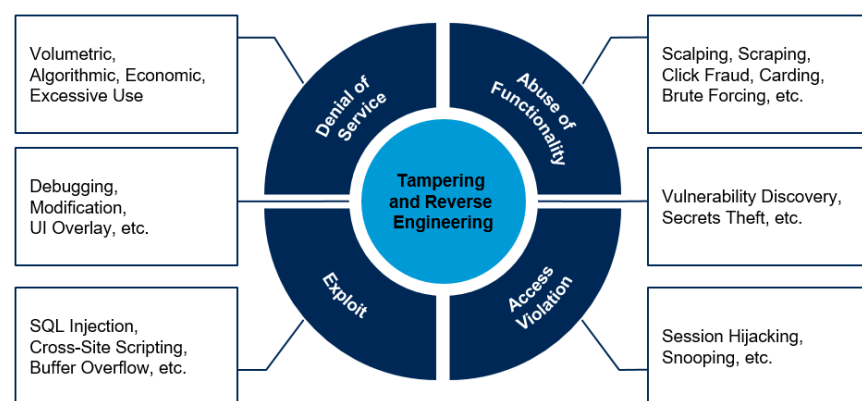 Volumetric,
Algorithmic, Economic,
Excessive Use
Denial of
Service
Abuse of
Functionality
Scalping, Scraping,
Click Fraud, Carding,
Brute Forcing, etc.
Debugging,
Modification,
UI Overlay, etc.
Tampering
and Reverse
Engineering
Vulnerability Discovery,
Secrets Theft, etc.
SQL Injection,
Cross-Site Scripting,
Buffer Overflow, etc.
Exploit
Access
Violation
Session Hijacking,
Snooping, etc.